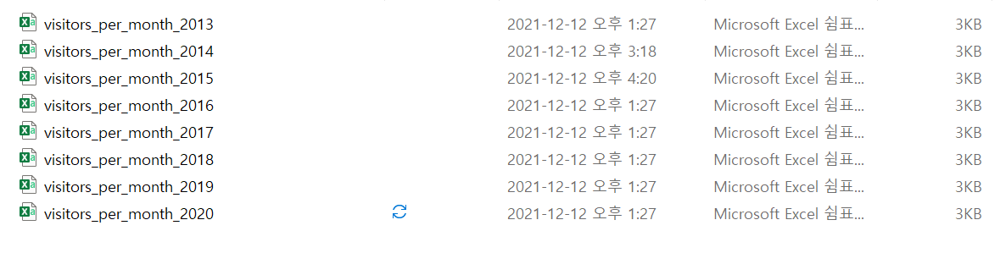 visitors_per_month_2013 2021-12-12 오후 1:27 Microsoft Excel 쉼표... 3KB
visitors_per_month_2014 2021-12-12 오후 3:18 Microsoft Excel 쉼표... 3KB
visitors_per_month_2015 2021-12-12 오후 4:20 Microsoft Excel 쉼표... 3KB
visitors_per_month_2016 2021-12-12 오후 1:27 Microsoft Excel 쉼표... 3KB
visitors_per_month_2017 2021-12-12 오후 1:27 Microsoft Excel 쉼표... 3KB
visitors_per_month_2018 2021-12-12 오후 1:27 Microsoft Excel 쉼표... 3KB
visitors_per_month_2019 2021-12-12 오후 1:27 Microsoft Excel 쉼표... 3KB
visitors_per_month_2020 2021-12-12 오후 1:27 Microsoft Excel 쉼표... 3KB